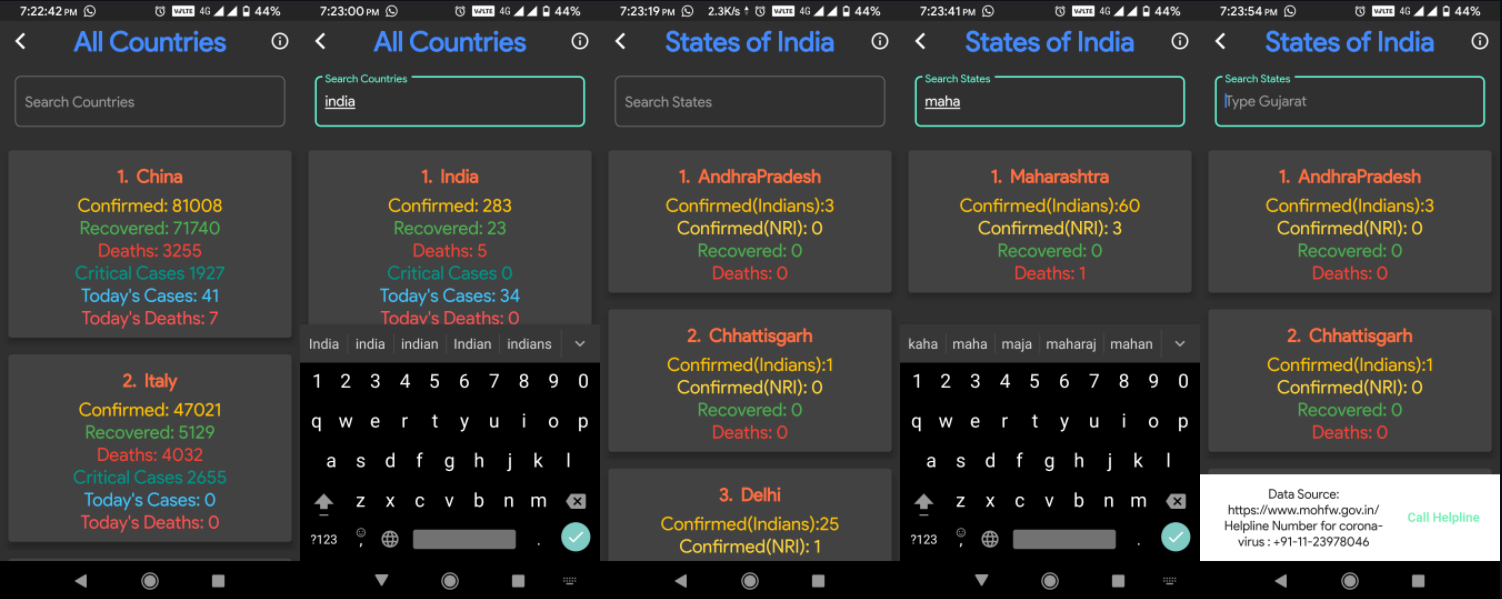 7:22:42 PM VoLTE 4G 44%
All Countries
Search Countries
1. China
Confirmed: 81008
Recovered: 71740
Deaths: 3255
Critical Cases 1927
Today's Cases: 41
Today's Deaths: 7
2. Italy
Confirmed: 47021
Recovered: 5129
Deaths: 4032
Critical Cases 2655
Today's Cases: 0
Today's Deaths: 0
7:23:00 PM VoLTE 4G 44%
All Countries
Search Countries
india
1. India
Confirmed: 283
Recovered: 23
Deaths: 5
Critical Cases 0
Today's Cases: 34
Today's Deaths: 0
India india indian Indian indians
1 2 3 4 5 6 7 8 9 0
q w e r t y u i o p
a s d f g h j k l
z x c v b n m
?123 , .
7:23:19 PM 2.3K/s VoLTE 4G 44%
States of India
Search States
1. AndhraPradesh
Confirmed(Indians):3
Confirmed(NRI): 0
Recovered: 0
Deaths: 0
2. Chhattisgarh
Confirmed(Indians):1
Confirmed(NRI): 0
Recovered: 0
Deaths: 0
3. Delhi
Confirmed(Indians):25
Confirmed(NRI): 1
7:23:41 PM VoLTE 4G 44%
States of India
Search States
maha
1. Maharashtra
Confirmed(Indians):60
Confirmed(NRI): 3
Recovered: 0
Deaths: 1
kaha maha maja maharaj mahan
1 2 3 4 5 6 7 8 9 0
q w e r t y u i o p
a s d f g h j k l
z x c v b n m
?123 , .
7:23:54 PM VoLTE 4G 44%
States of India
Search States
Type Gujarat
1. AndhraPradesh
Confirmed(Indians):3
Confirmed(NRI): 0
Recovered: 0
Deaths: 0
2. Chhattisgarh
Confirmed(Indians):1
Confirmed(NRI): 0
Recovered: 0
Deaths: 0
Data Source:
https://www.mohfw.gov.in/
Helpline Number for corona-
virus : +91-11-23978046
Call Helpline